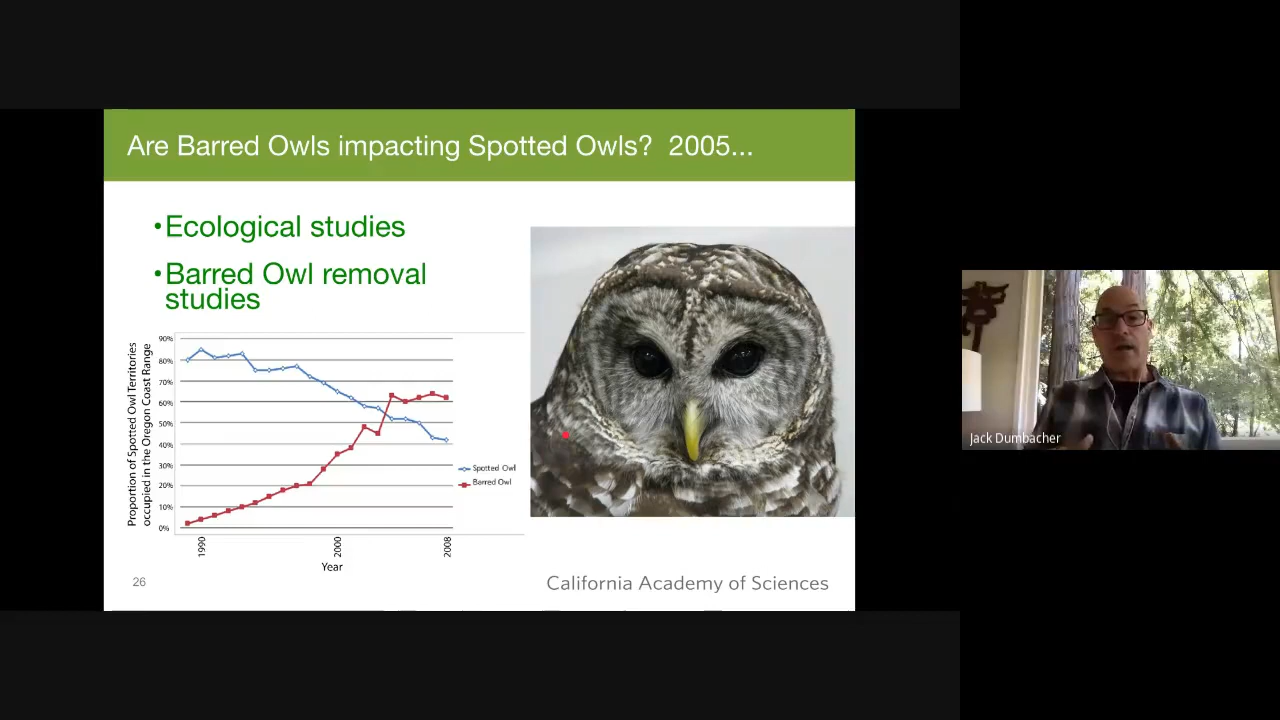 Are Barred Owls impacting Spotted Owls?  2005...
•Ecological studies
•Barred Owl removal
studies
Proportion of Spotted Owl Territories
occupied in the Oregon Coast Range
90%
80%
70%
60%
50%
40%
30%
20%
10%
0%
Spotted Owl
Barred Owl
1990
2000
2008
Year
26
California Academy of Sciences
Jack Dumbacher